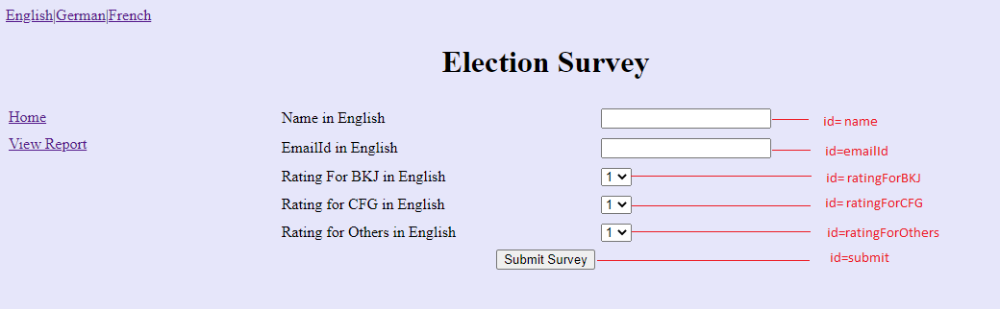 English|German|French
Election Survey
Home
View Report
Name in English
id= name
EmailId in English
id=emailId
Rating For BKJ in English
1
id= ratingForBKJ
Rating for CFG in English
1
id= ratingForCFG
Rating for Others in English
1
id=ratingForOthers
Submit Survey
id=submit